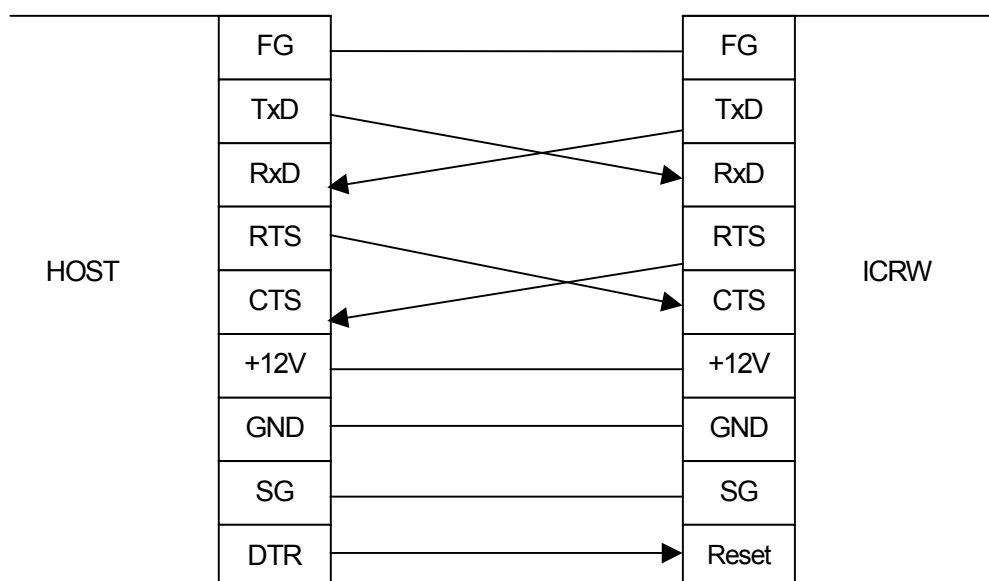 FG FG
TxD TxD
RxD RxD
RTS RTS
HOST ICRW
CTS CTS
+12V +12V
GND GND
SG SG
DTR Reset